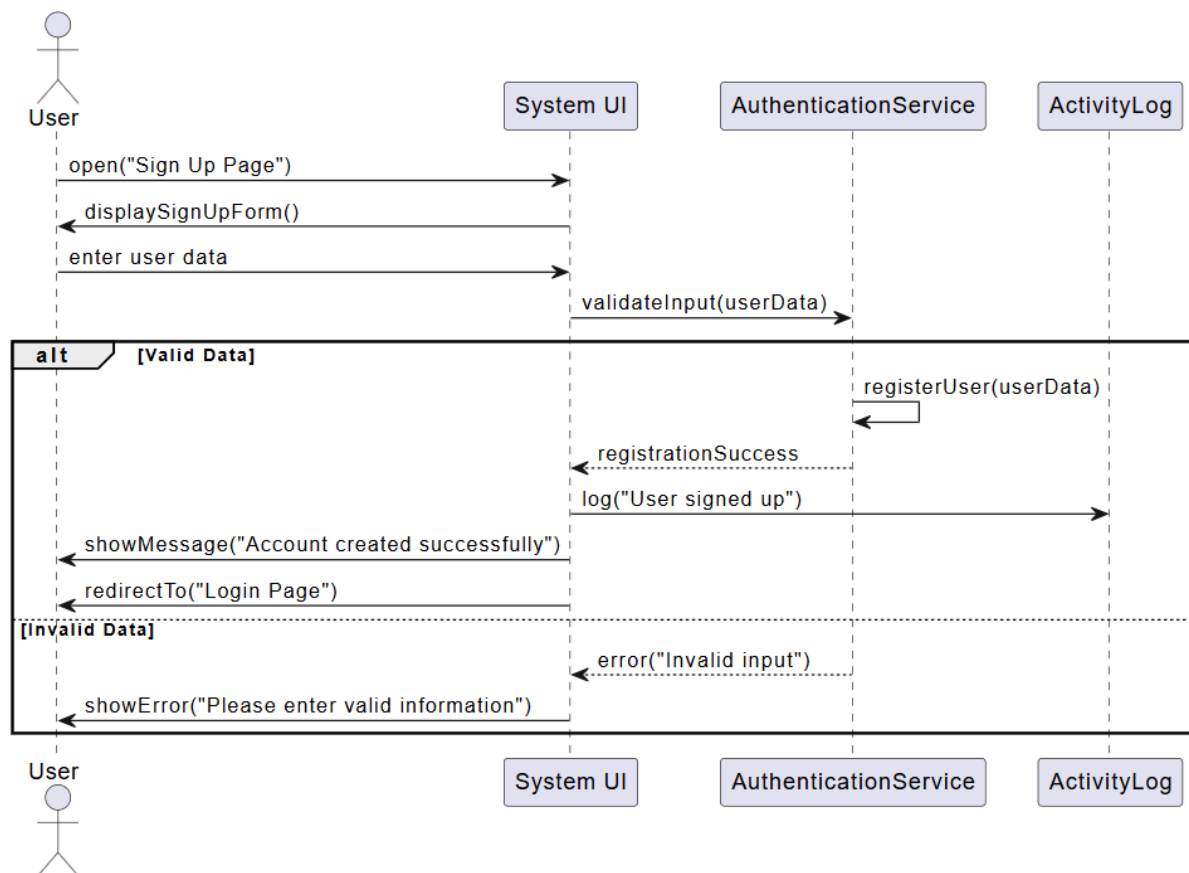 User
System UI
AuthenticationService
ActivityLog
open("Sign Up Page")
displaySignUpForm()
enter user data
validateInput(userData)
alt
[Valid Data]
registerUser(userData)
registrationSuccess
log("User signed up")
showMessage("Account created successfully")
redirectTo("Login Page")
[Invalid Data]
error("Invalid input")
showError("Please enter valid information")
User
System UI
AuthenticationService
ActivityLog